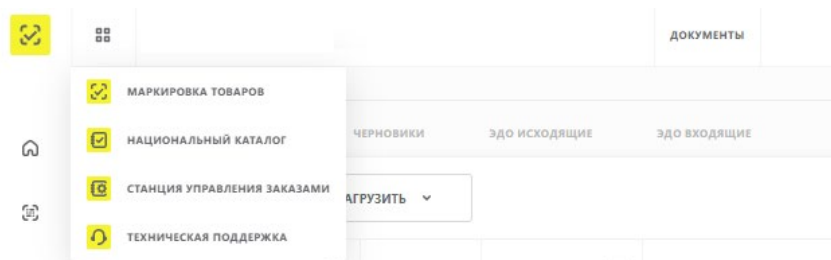 ДОКУМЕНТЫ
МАРКИРОВКА ТОВАРОВ
НАЦИОНАЛЬНЫЙ КАТАЛОГ
ЧЕРНОВИКИ ЭДО ИСХОДЯЩИЕ ЭДО ВХОДЯЩИЕ
СТАНЦИЯ УПРАВЛЕНИЯ ЗАКАЗАМИ
АГРУЗИТЬ
ТЕХНИЧЕСКАЯ ПОДДЕРЖКА